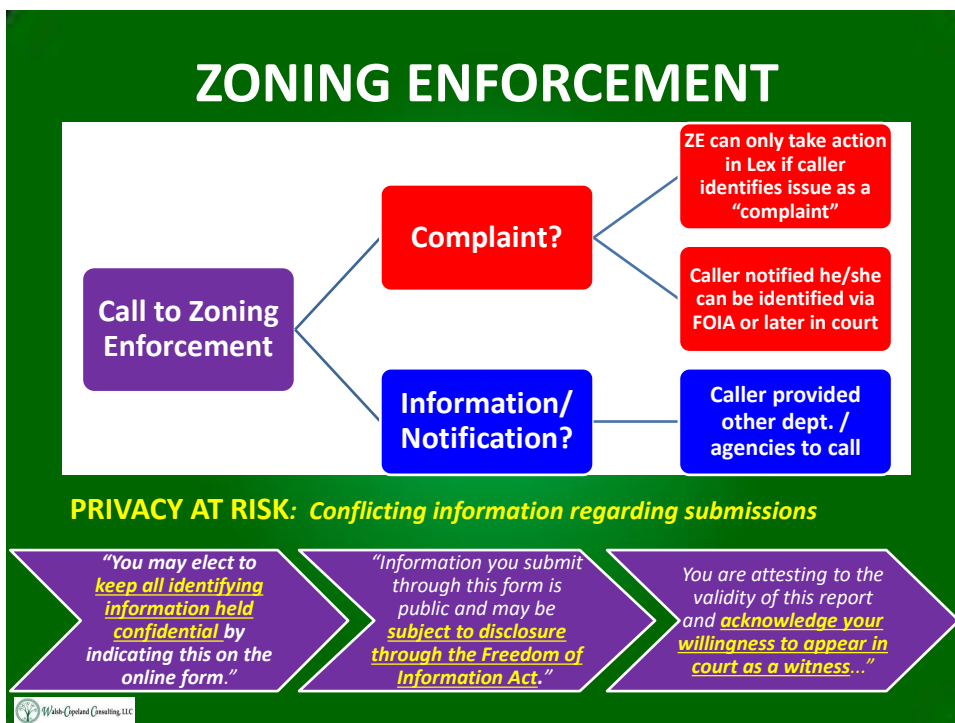 ZONING ENFORCEMENT
Call to Zoning
Enforcement
Complaint?
ZE can only take action
in Lex if caller
identifies issue as a
“complaint”
Caller notified he/she
can be identified via
FOIA or later in court
Information/
Notification?
Caller provided
other dept. /
agencies to call
PRIVACY AT RISK: Conflicting information regarding submissions
“You may elect to
keep all identifying
information held
confidential by
indicating this on the
online form.”
“Information you submit
through this form is
public and may be
subject to disclosure
through the Freedom of
Information Act.”
You are attesting to the
validity of this report
and acknowledge your
willingness to appear in
court as a witness...”
Walsh-Copeland Consulting, LLC